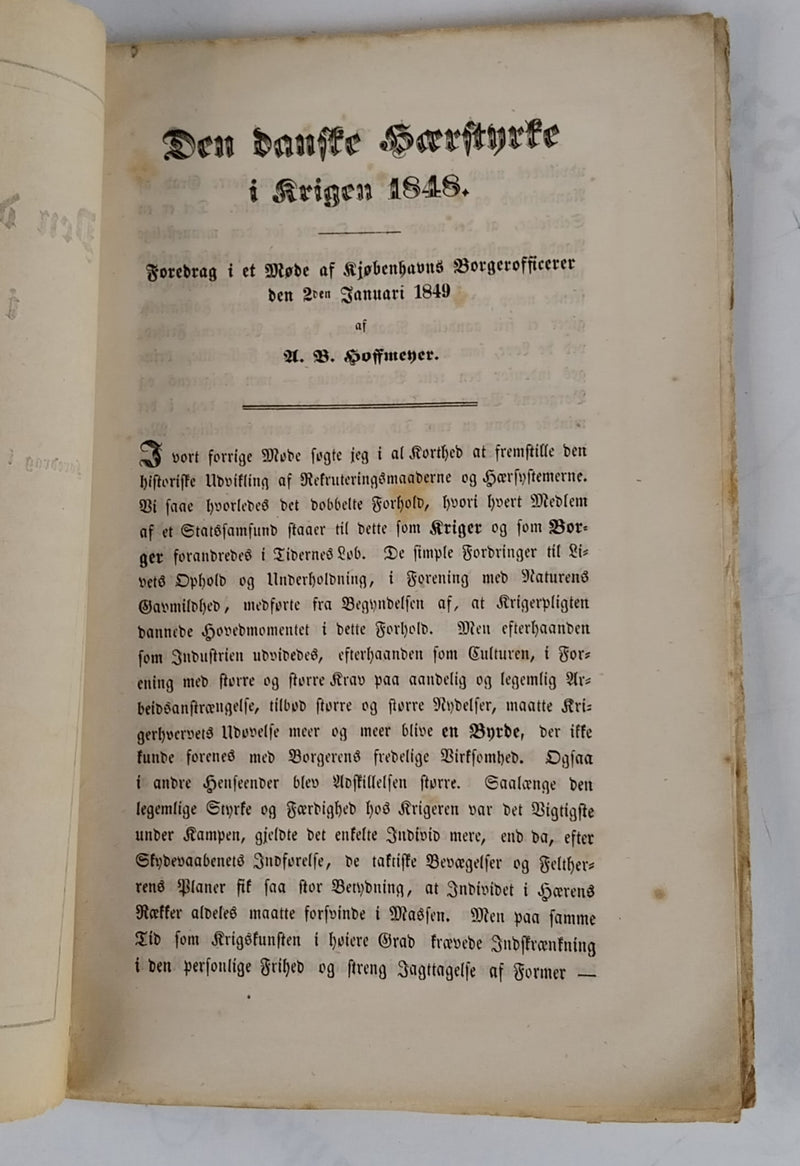 Den danske Hærstyrke
i Krigen 1848.
Foredrag i et Møde af Kjøbenhavns Borgerofficerer
den 2den Januari 1849
af
A. B. Hoffmeyer.
I vort forrige Møde søgte jeg i al Korthed at fremstille den
historiske Udvikling af Rekruteringsmaaderne og Hærsystemerne.
Vi saae hvorledes det dobbelte Forhold, hvori hvert Medlem
af et Statssamfund staaer til dette som Kriger og som Bor-
ger forandredes i Tidernes Løb. De simple Fordringer til Li-
vets Ophold og Underholdning, i Forening med Naturens
Gavmildhed, medførte fra Begyndelsen af, at Krigerpligten
dannede Hovedmomentet i dette Forhold. Men efterhaanden
som Industrien udvidedes, efterhaanden som Culturen, i For-
ening med større og større Krav paa aandelig og legemlig Ar-
beidsanstrængelse, tilbød større og større Nydelser, maatte Kri-
gerhvervets Udøvelse meer og meer blive en Byrde, der ikke
kunde forenes med Borgerens fredelige Virksomhed. Ogsaa
i andre Henseender blev Adskillelsen større. Saalænge den
legemlige Styrke og Færdighed hos Krigeren var det Vigtigste
under Kampen, gjeldte det enkelte Individ mere, end da, efter
Skydevaabenets Indførelse, de taktiske Bevægelser og Felther-
rens Planer fik saa stor Betydning, at Individet i Hærens
Rækker aldeles maatte forsvinde i Massen. Men paa samme
Tid som Krigskunsten i høiere Grad krævede Indskrænkning
i den personlige Frihed og streng Jagttagelse af Former —